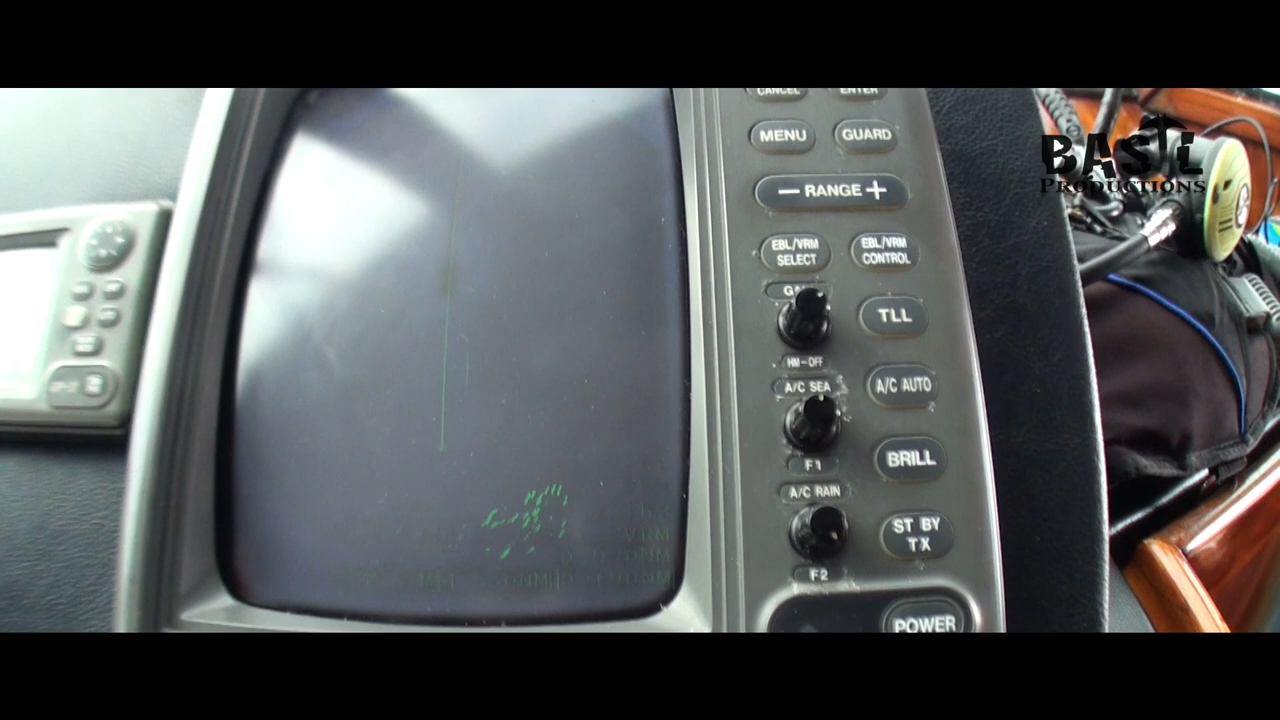 CANCEL ENTER
MENU GUARD
BASIL
PRODUCTIONS
— RANGE +
EBL/VRM
SELECT
EBL/VRM
CONTROL
TLL
HM-OFF
A/C SEA
A/C AUTO
F1
BRILL
A/C RAIN
ST BY
TX
VRM
F2
POWER